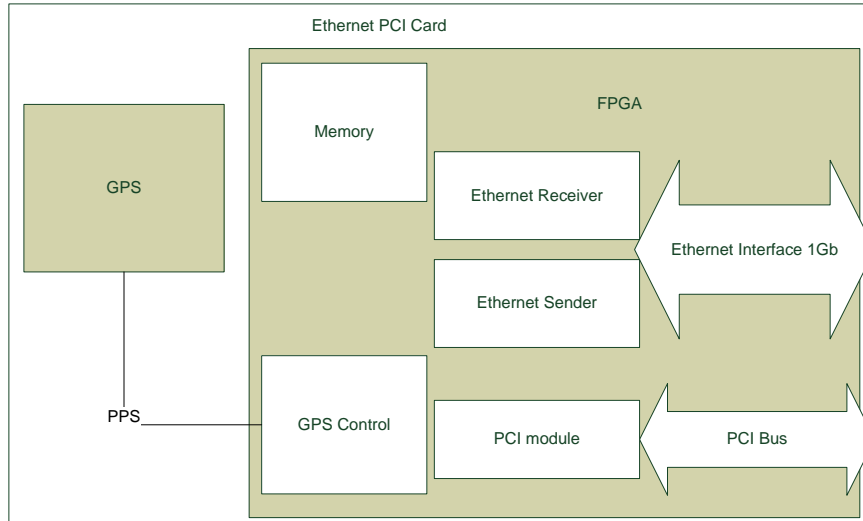 Ethernet PCI Card
FPGA
Memory
GPS
Ethernet Receiver
Ethernet Interface 1Gb
Ethernet Sender
PPS
GPS Control
PCI module
PCI Bus